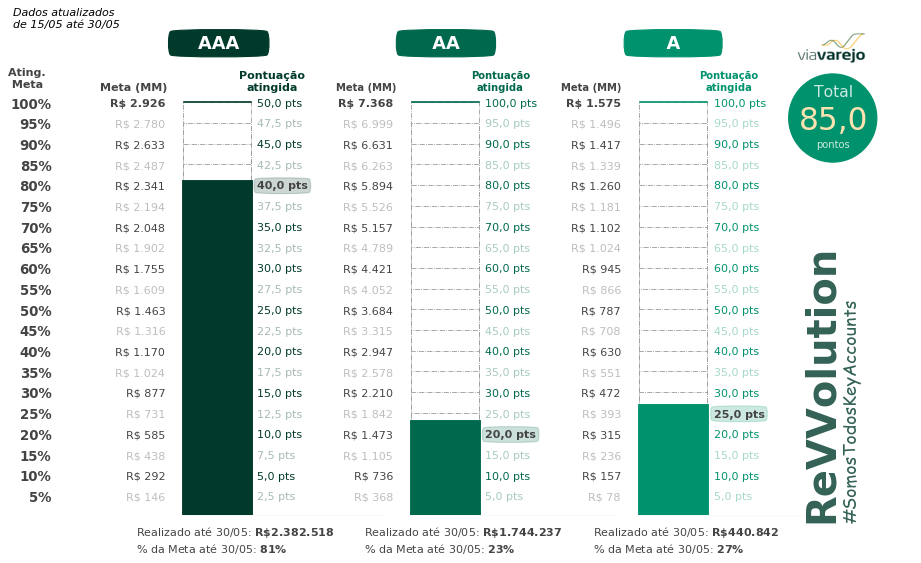 Dados atualizados
de 15/05 até 30/05
AAA AA A
viavarejo
Ating. Meta
Meta (MM) Pontuação atingida Meta (MM) Pontuação atingida Meta (MM) Pontuação atingida
Total
85,0
pontos
100% R$ 2.926 50,0 pts R$ 7.368 100,0 pts R$ 1.575 100,0 pts
95% R$ 2.780 47,5 pts R$ 6.999 95,0 pts R$ 1.496 95,0 pts
90% R$ 2.633 45,0 pts R$ 6.631 90,0 pts R$ 1.417 90,0 pts
85% R$ 2.487 42,5 pts R$ 6.263 85,0 pts R$ 1.339 85,0 pts
80% R$ 2.341 40,0 pts R$ 5.894 80,0 pts R$ 1.260 80,0 pts
75% R$ 2.194 37,5 pts R$ 5.526 75,0 pts R$ 1.181 75,0 pts
70% R$ 2.048 35,0 pts R$ 5.157 70,0 pts R$ 1.102 70,0 pts
65% R$ 1.902 32,5 pts R$ 4.789 65,0 pts R$ 1.024 65,0 pts
60% R$ 1.755 30,0 pts R$ 4.421 60,0 pts R$ 945 60,0 pts
55% R$ 1.609 27,5 pts R$ 4.052 55,0 pts R$ 866 55,0 pts
50% R$ 1.463 25,0 pts R$ 3.684 50,0 pts R$ 787 50,0 pts
45% R$ 1.316 22,5 pts R$ 3.315 45,0 pts R$ 708 45,0 pts
40% R$ 1.170 20,0 pts R$ 2.947 40,0 pts R$ 630 40,0 pts
35% R$ 1.024 17,5 pts R$ 2.578 35,0 pts R$ 551 35,0 pts
30% R$ 877 15,0 pts R$ 2.210 30,0 pts R$ 472 30,0 pts
25% R$ 731 12,5 pts R$ 1.842 25,0 pts R$ 393 25,0 pts
20% R$ 585 10,0 pts R$ 1.473 20,0 pts R$ 315 20,0 pts
15% R$ 438 7,5 pts R$ 1.105 15,0 pts R$ 236 15,0 pts
10% R$ 292 5,0 pts R$ 736 10,0 pts R$ 157 10,0 pts
5% R$ 146 2,5 pts R$ 368 5,0 pts R$ 78 5,0 pts
Realizado até 30/05: R$2.382.518 Realizado até 30/05: R$1.744.237 Realizado até 30/05: R$440.842
% da Meta até 30/05: 81% % da Meta até 30/05: 23% % da Meta até 30/05: 27%
ReVVolution
#SomosTodosKeyAccounts